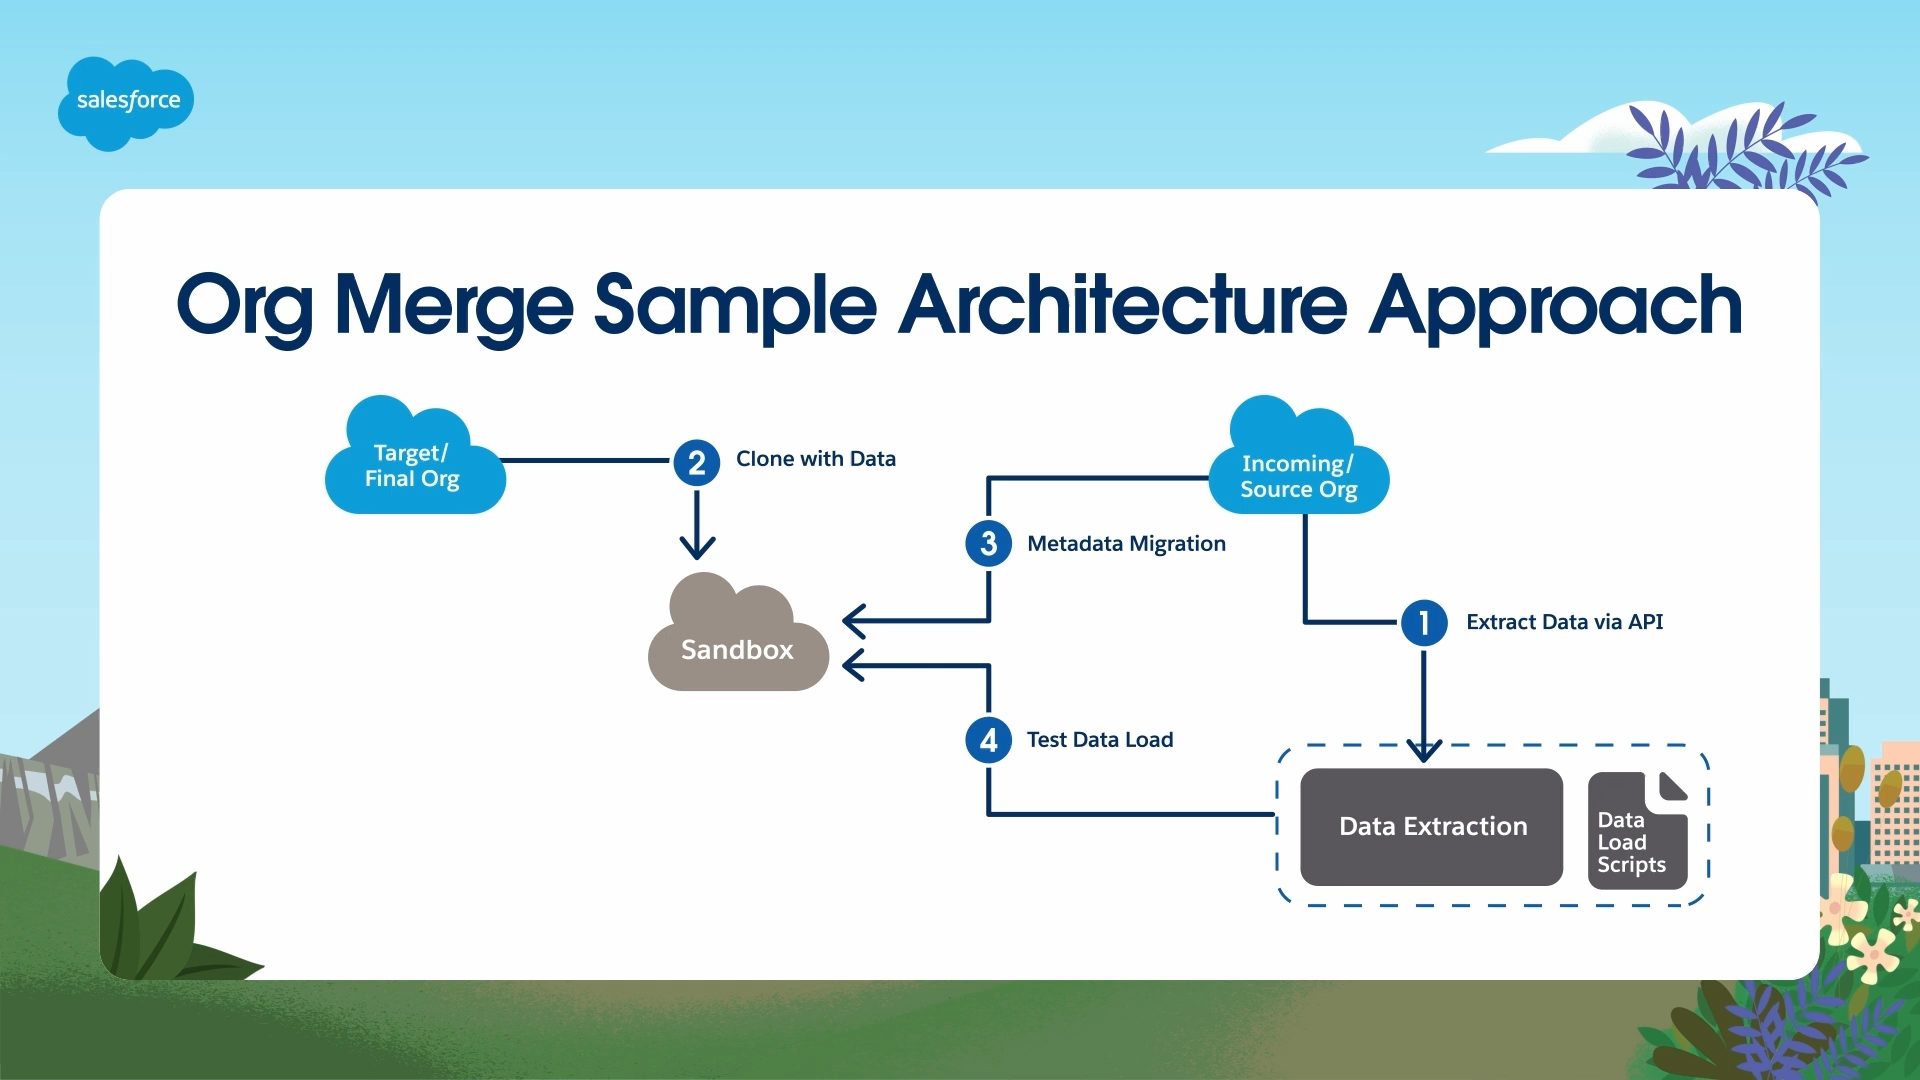 salesforce
Org Merge Sample Architecture Approach
Target/
Final Org
2
Clone with Data
Incoming/
Source Org
3
Metadata Migration
1
Extract Data via API
Sandbox
4
Test Data Load
Data Extraction
Data
Load
Scripts